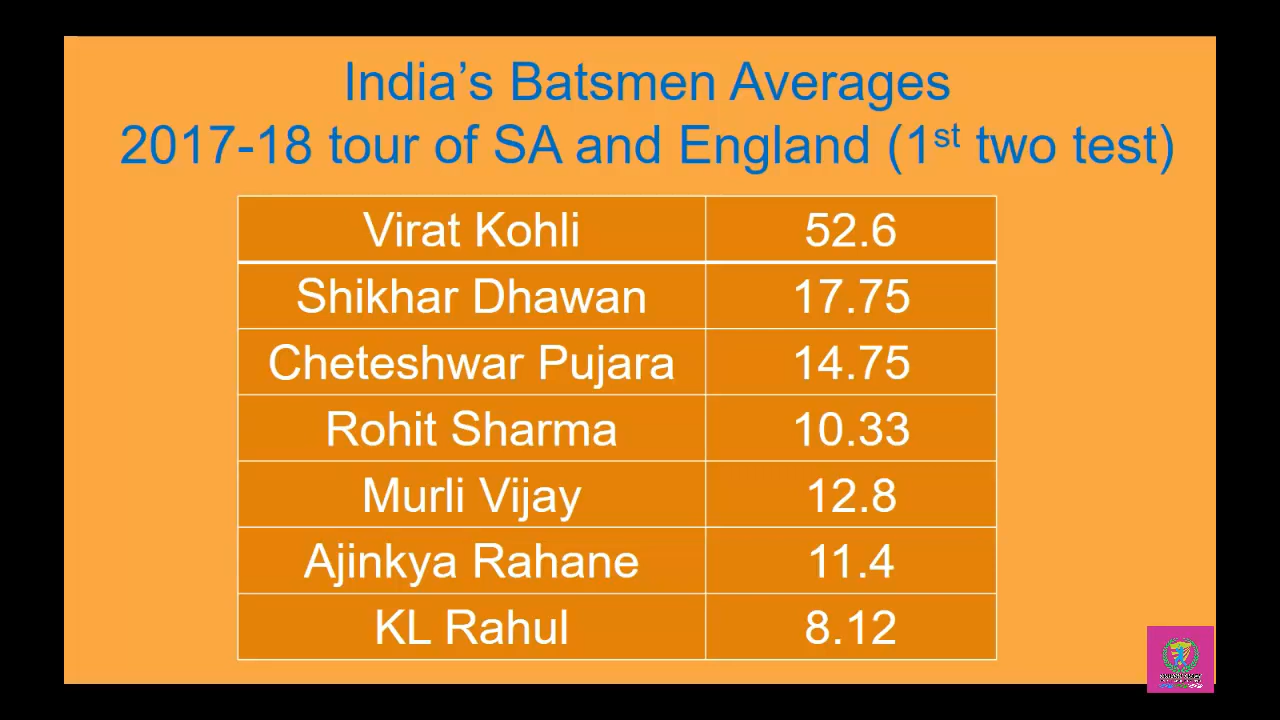 India's Batsmen Averages
2017-18 tour of SA and England (1st two test)
Virat Kohli 52.6
Shikhar Dhawan 17.75
Cheteshwar Pujara 14.75
Rohit Sharma 10.33
Murli Vijay 12.8
Ajinkya Rahane 11.4
KL Rahul 8.12